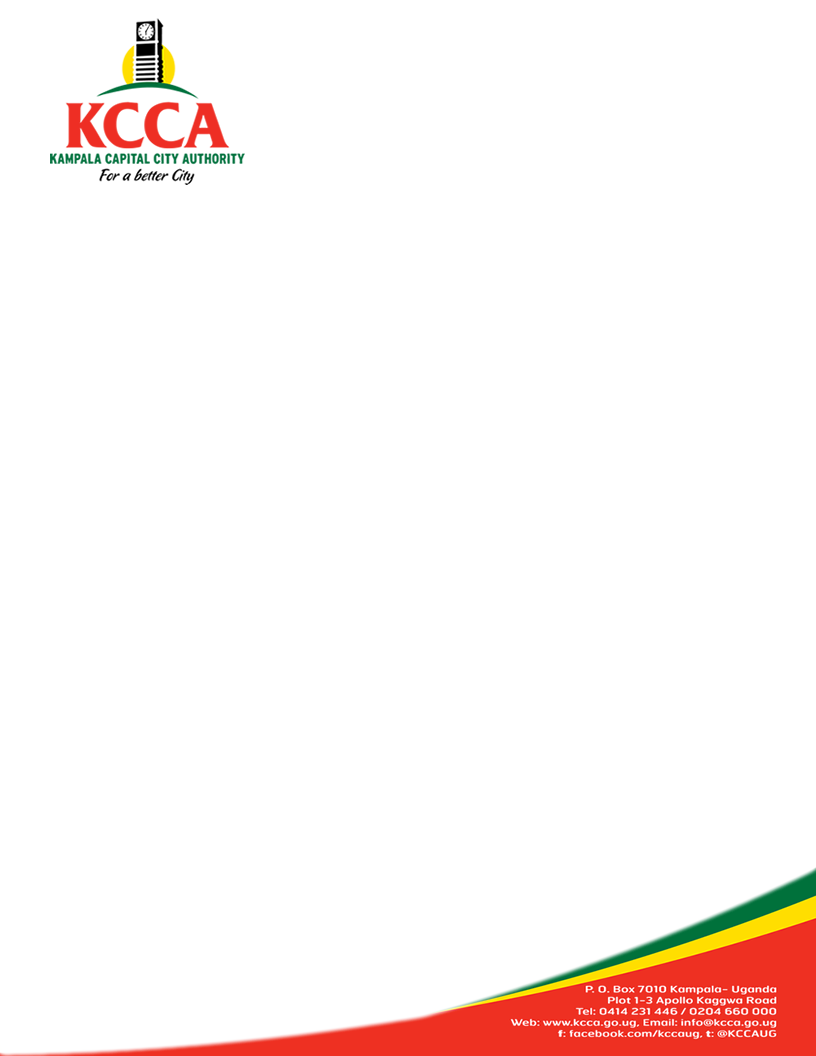 KCCA
KAMPALA CAPITAL CITY AUTHORITY
For a better City
P. O. Box 7010 Kampala- Uganda
Plot 1-3 Apollo Kaggwa Road
Tel: 0414 231 446 / 0204 660 000
Web: www.kcca.go.ug, Email: info@kcca.go.ug
f: facebook.com/kccaug, t: @KCCAUG